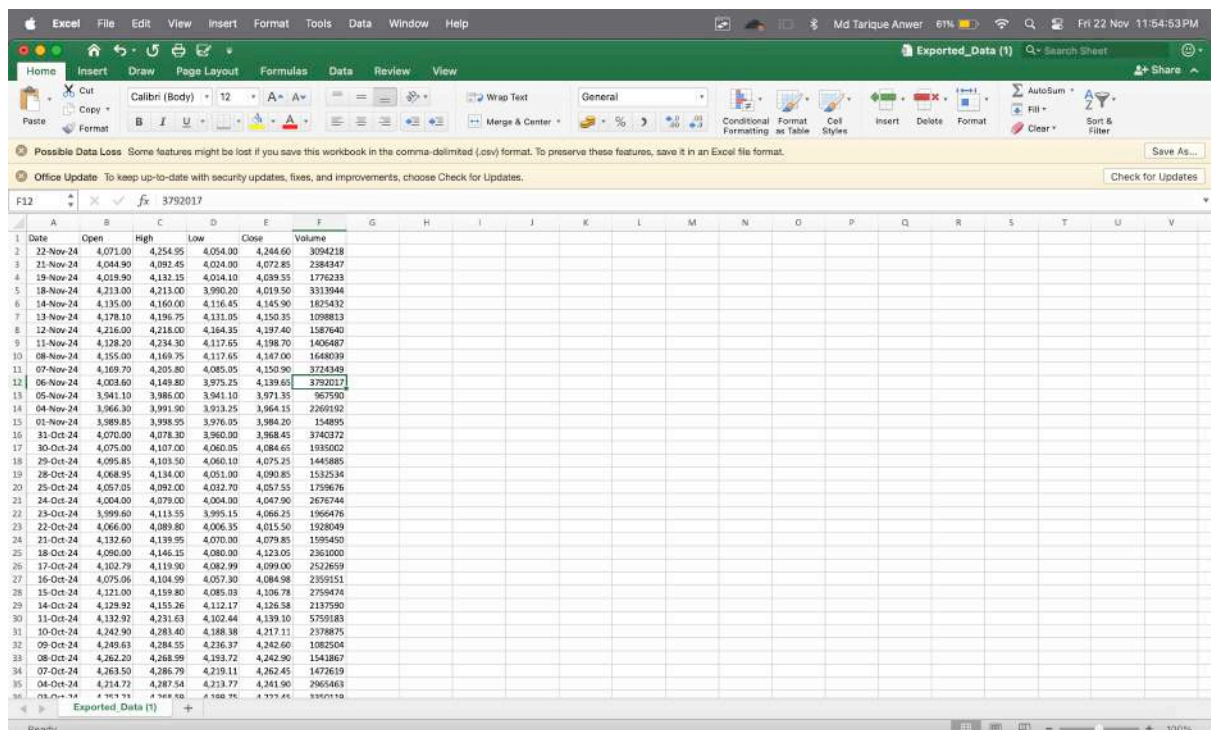 Excel File Edit View Insert Format Tools Data Window Help Md Tarique Anwer 61% Fri 22 Nov 11:54:53 PM
Exported_Data (1) Search Sheet
Home Insert Draw Page Layout Formulas Data Review View Share
Cut Calibri (Body) 12 Wrap Text General AutoSum
Copy Fill
Paste Format B I U Merge & Center Conditional Formatting Format as Table Cell Styles Insert Delete Format Clear Sort & Filter
Possible Data Loss Some features might be lost if you save this workbook in the comma-delimited (.csv) format. To preserve these features, save it in an Excel file format. Save As...
Office Update To keep up-to-date with security updates, fixes, and improvements, choose Check for Updates. Check for Updates
F12 fx 3792017
A B C D E F G H I J K L M N O P Q R S T U V
1 Date Open High Low Close Volume
2 22-Nov-24 4,071.00 4,254.95 4,054.00 4,244.60 3094218
3 21-Nov-24 4,044.90 4,092.45 4,024.00 4,072.85 2384347
4 19-Nov-24 4,019.90 4,132.15 4,014.10 4,039.55 1776233
5 18-Nov-24 4,213.00 4,213.00 3,990.20 4,019.50 3313944
6 14-Nov-24 4,135.00 4,160.00 4,116.45 4,145.90 1825432
7 13-Nov-24 4,178.10 4,196.75 4,131.05 4,150.35 1098813
8 12-Nov-24 4,216.00 4,218.00 4,164.35 4,197.40 1587640
9 11-Nov-24 4,128.20 4,234.30 4,117.65 4,198.70 1406487
10 08-Nov-24 4,155.00 4,169.75 4,117.65 4,147.00 1648039
11 07-Nov-24 4,169.70 4,205.80 4,085.05 4,150.90 3724349
12 06-Nov-24 4,003.60 4,149.80 3,975.25 4,139.65 3792017
13 05-Nov-24 3,941.10 3,986.00 3,941.10 3,971.35 967590
14 04-Nov-24 3,966.30 3,991.90 3,913.25 3,964.15 2269192
15 01-Nov-24 3,989.85 3,998.95 3,976.05 3,984.20 154895
16 31-Oct-24 4,070.00 4,078.30 3,960.00 3,968.45 3740372
17 30-Oct-24 4,075.00 4,107.00 4,060.05 4,084.65 1935002
18 29-Oct-24 4,095.85 4,103.50 4,060.10 4,075.25 1445885
19 28-Oct-24 4,068.95 4,134.00 4,051.00 4,090.85 1532534
20 25-Oct-24 4,057.05 4,092.00 4,032.70 4,057.55 1759676
21 24-Oct-24 4,004.00 4,079.00 4,004.00 4,047.90 2676744
22 23-Oct-24 3,999.60 4,113.55 3,995.15 4,066.25 1966476
23 22-Oct-24 4,066.00 4,089.80 4,006.35 4,015.50 1928049
24 21-Oct-24 4,132.60 4,139.95 4,070.00 4,079.85 1595450
25 18-Oct-24 4,090.00 4,146.15 4,080.00 4,123.05 2361000
26 17-Oct-24 4,102.79 4,119.90 4,082.99 4,099.00 2522659
27 16-Oct-24 4,075.06 4,104.99 4,057.30 4,084.98 2359151
28 15-Oct-24 4,121.00 4,159.80 4,085.03 4,106.78 2759474
29 14-Oct-24 4,129.92 4,155.26 4,112.17 4,126.58 2137590
30 11-Oct-24 4,132.92 4,231.63 4,102.44 4,139.10 5759183
31 10-Oct-24 4,242.90 4,283.40 4,188.38 4,217.11 2378875
32 09-Oct-24 4,249.63 4,284.55 4,236.37 4,242.60 1082504
33 08-Oct-24 4,262.20 4,268.99 4,193.72 4,242.90 1541867
34 07-Oct-24 4,263.50 4,286.79 4,219.11 4,262.45 1472619
35 04-Oct-24 4,214.72 4,287.54 4,213.77 4,241.90 2965463
Exported_Data (1) +
Ready 100%